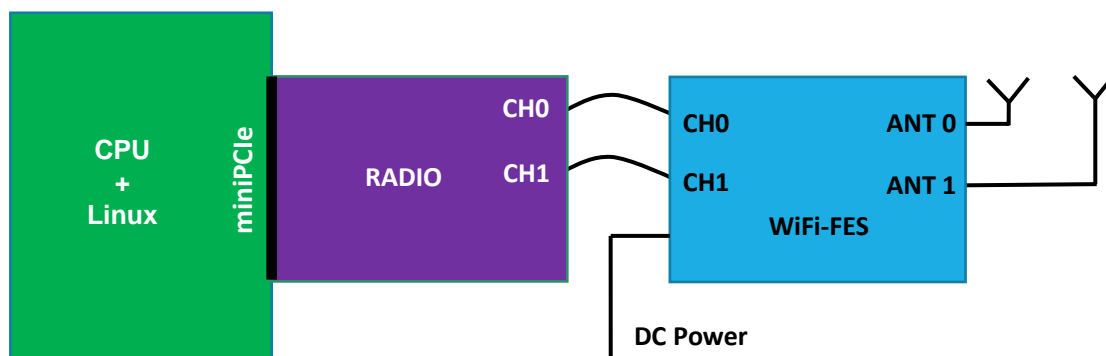 CPU
+
Linux
miniPCIe
RADIO
CH0
CH1
CH0
CH1
ANT 0
ANT 1
WiFi-FES
DC Power